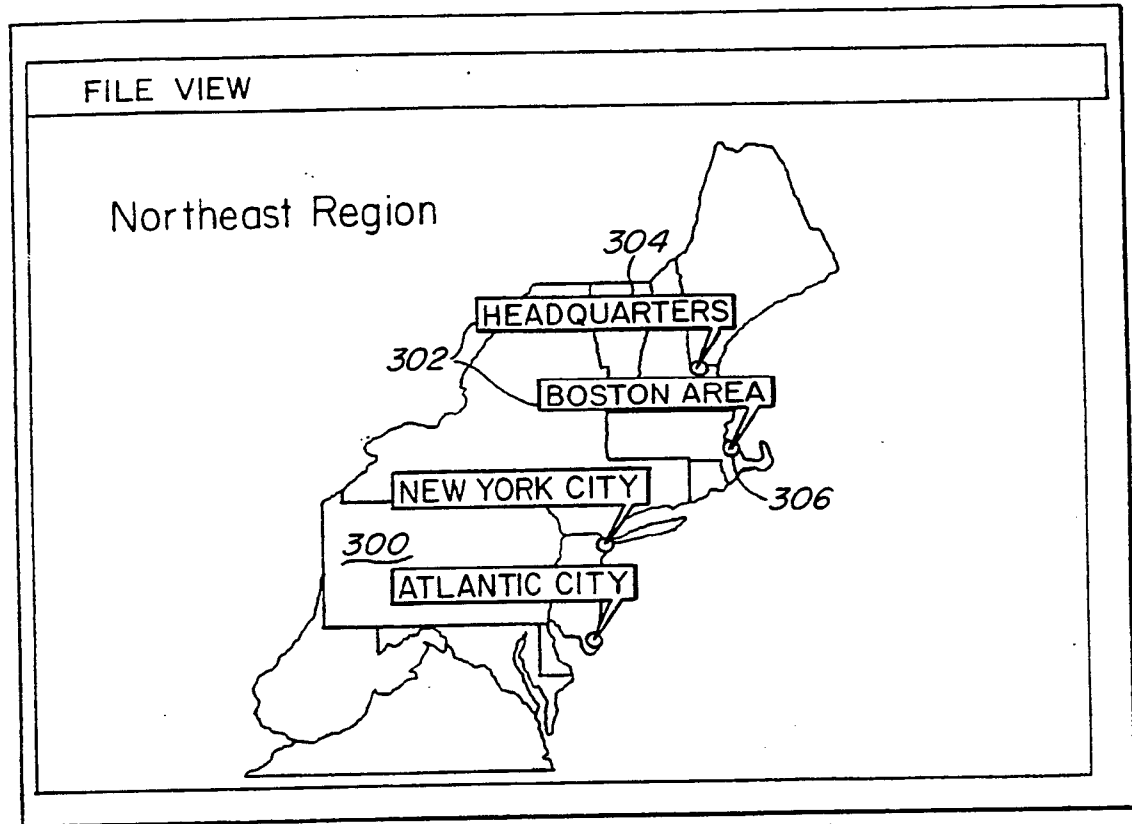 FILE VIEW
Northeast Region
304
HEADQUARTERS
302
BOSTON AREA
NEW YORK CITY
306
300
ATLANTIC CITY